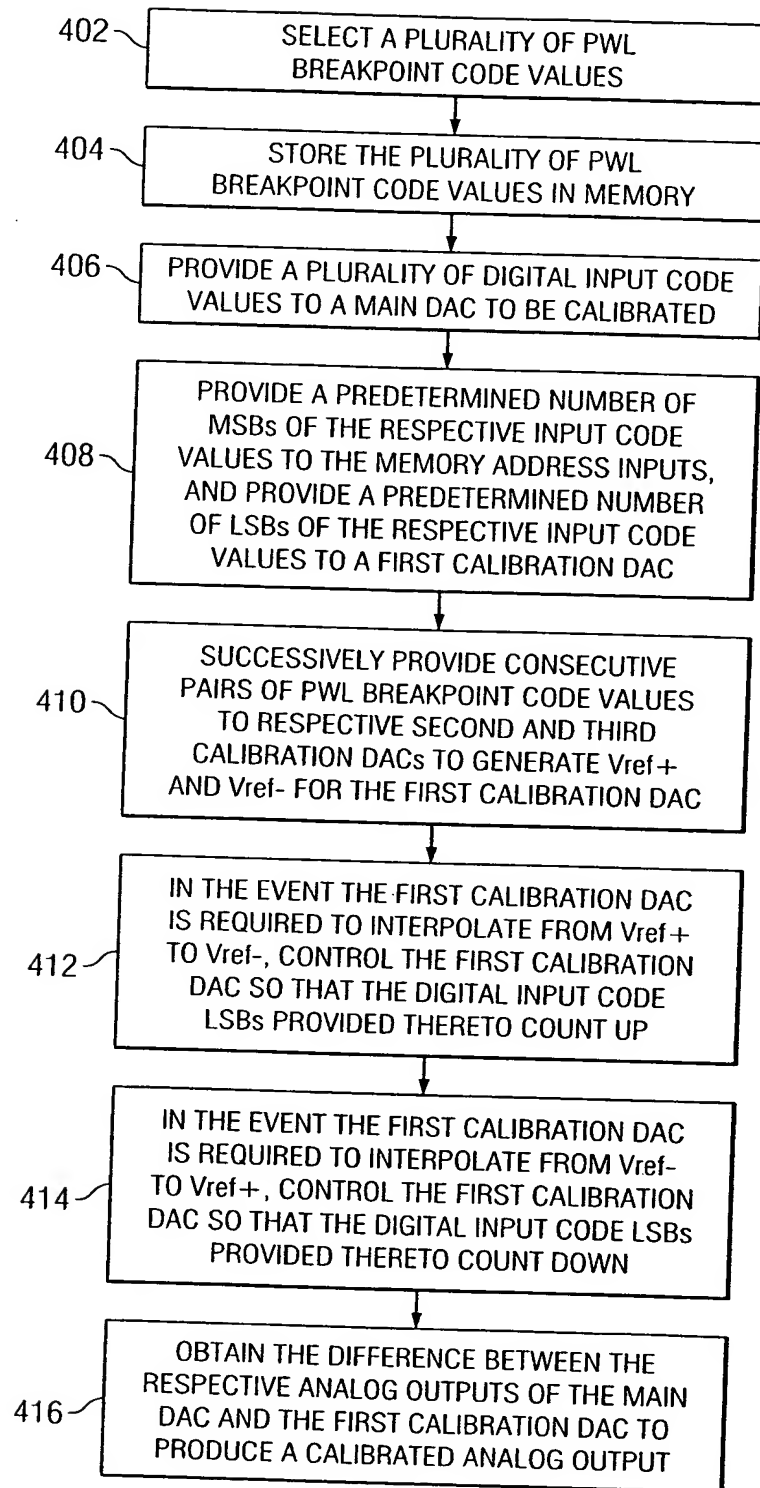 402
SELECT A PLURALITY OF PWL
BREAKPOINT CODE VALUES
404
STORE THE PLURALITY OF PWL
BREAKPOINT CODE VALUES IN MEMORY
406
PROVIDE A PLURALITY OF DIGITAL INPUT CODE
VALUES TO A MAIN DAC TO BE CALIBRATED
408
PROVIDE A PREDETERMINED NUMBER OF
MSBs OF THE RESPECTIVE INPUT CODE
VALUES TO THE MEMORY ADDRESS INPUTS,
AND PROVIDE A PREDETERMINED NUMBER
OF LSBs OF THE RESPECTIVE INPUT CODE
VALUES TO A FIRST CALIBRATION DAC
410
SUCCESSIVELY PROVIDE CONSECUTIVE
PAIRS OF PWL BREAKPOINT CODE VALUES
TO RESPECTIVE SECOND AND THIRD
CALIBRATION DACs TO GENERATE Vref+
AND Vref- FOR THE FIRST CALIBRATION DAC
412
IN THE EVENT THE FIRST CALIBRATION DAC
IS REQUIRED TO INTERPOLATE FROM Vref+
TO Vref-, CONTROL THE FIRST CALIBRATION
DAC SO THAT THE DIGITAL INPUT CODE
LSBs PROVIDED THERETO COUNT UP
414
IN THE EVENT THE FIRST CALIBRATION DAC
IS REQUIRED TO INTERPOLATE FROM Vref-
TO Vref+, CONTROL THE FIRST CALIBRATION
DAC SO THAT THE DIGITAL INPUT CODE LSBs
PROVIDED THERETO COUNT DOWN
416
OBTAIN THE DIFFERENCE BETWEEN THE
RESPECTIVE ANALOG OUTPUTS OF THE MAIN
DAC AND THE FIRST CALIBRATION DAC TO
PRODUCE A CALIBRATED ANALOG OUTPUT